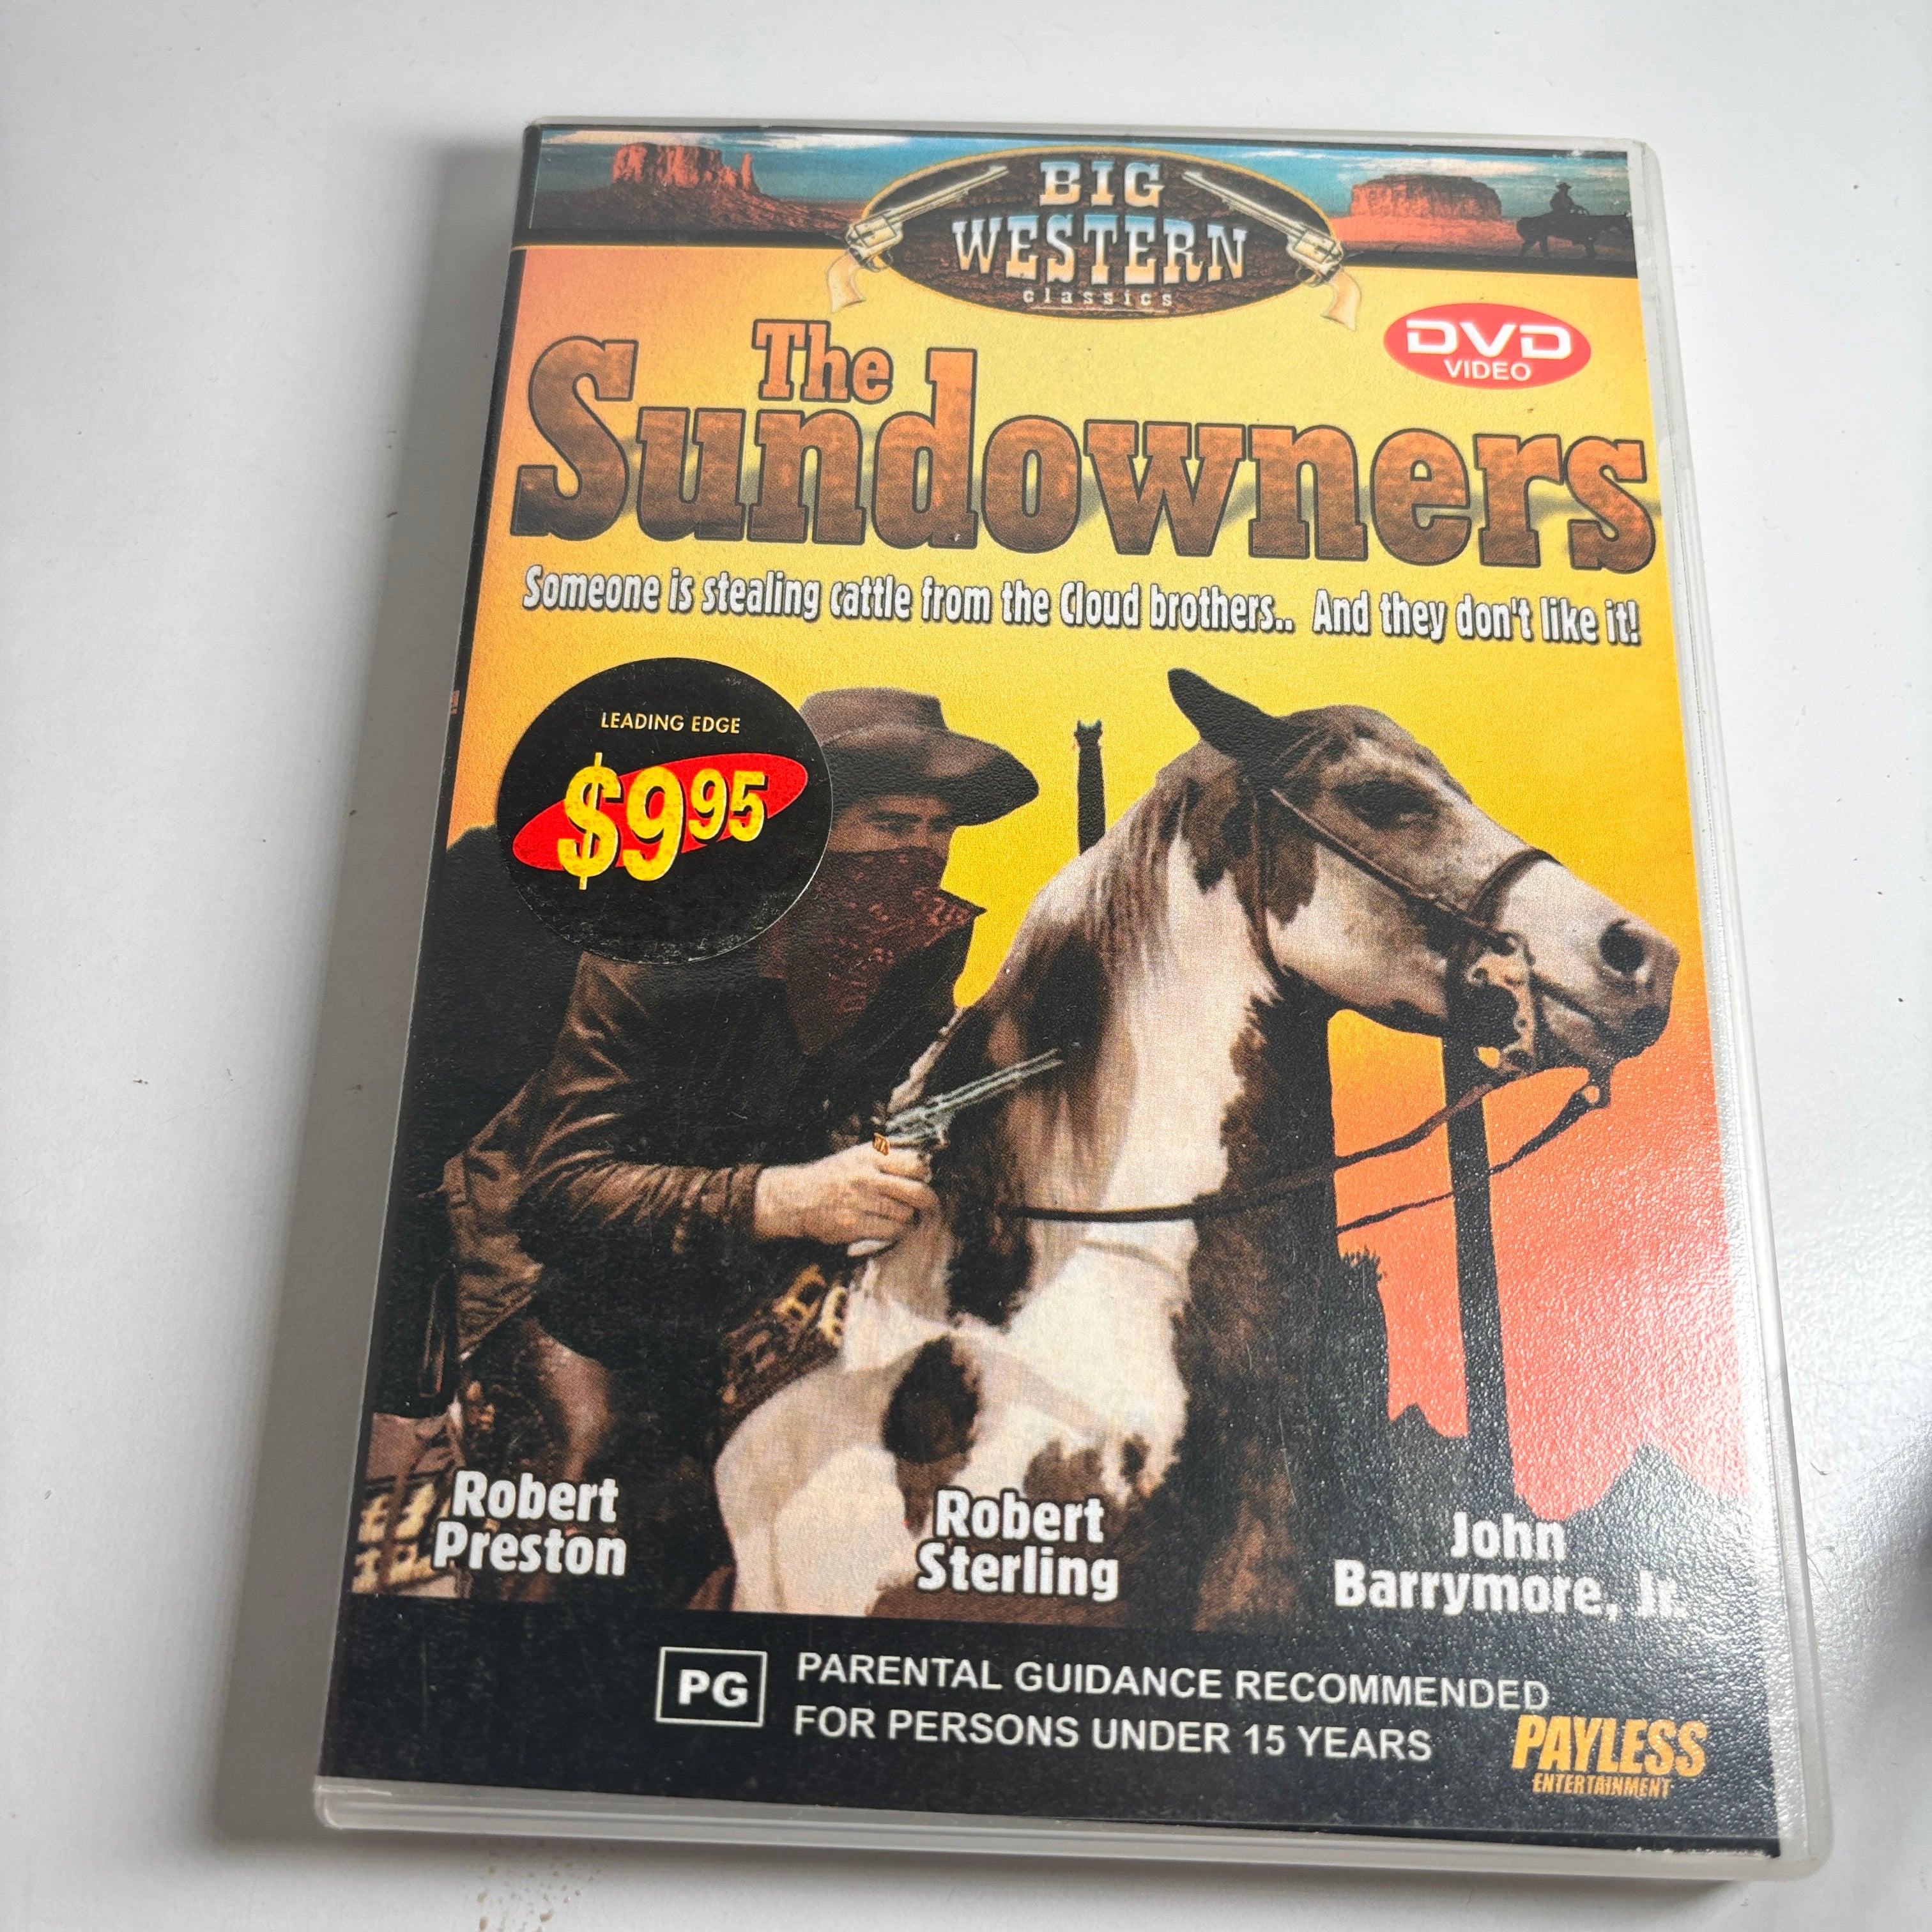 BIG
WESTERN
classics
DVD
VIDEO
The
Sundowners
Someone is stealing cattle from the Cloud brothers.. And they don't like it!
LEADING EDGE
$9.95
Robert
Preston
Robert
Sterling
John
Barrymore, Jr.
PG
PARENTAL GUIDANCE RECOMMENDED
FOR PERSONS UNDER 15 YEARS
PAYLESS
ENTERTAINMENT